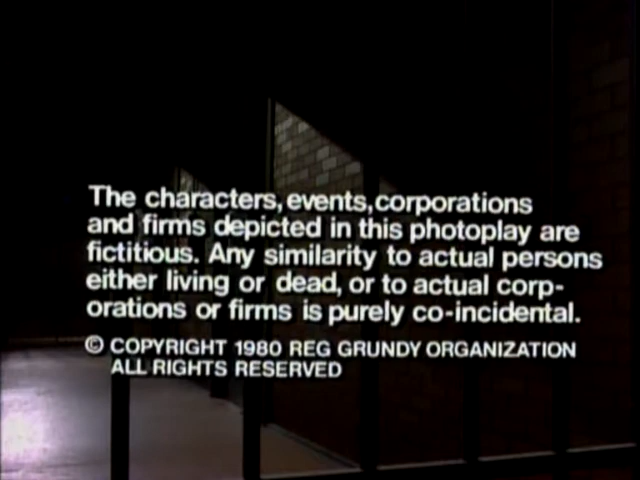 The characters, events, corporations
and firms depicted in this photoplay are
fictitious. Any similarity to actual persons
either living or dead, or to actual corp-
orations or firms is purely co-incidental.
© COPYRIGHT 1980 REG GRUNDY ORGANIZATION
ALL RIGHTS RESERVED